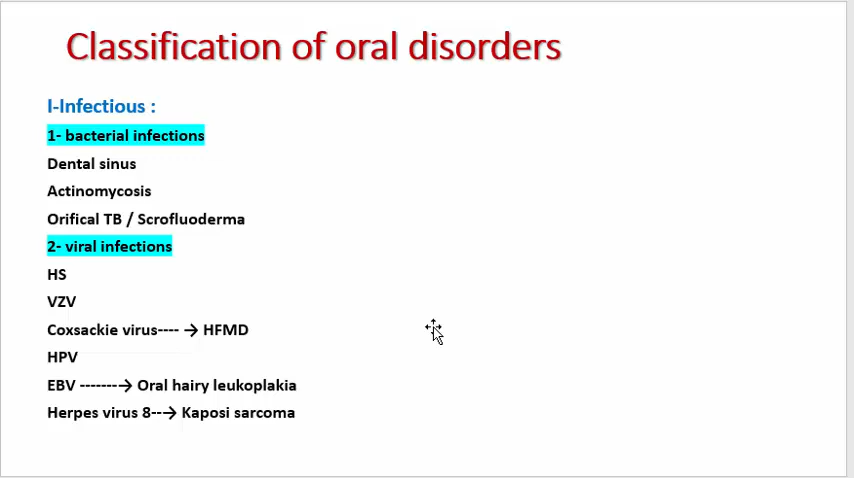 Classification of oral disorders
I-Infectious :
1- bacterial infections
Dental sinus
Actinomycosis
Orifical TB / Scrofluoderma
2- viral infections
HS
VZV
Coxsackie virus---- → HFMD
HPV
EBV -------→ Oral hairy leukoplakia
Herpes virus 8--→ Kaposi sarcoma